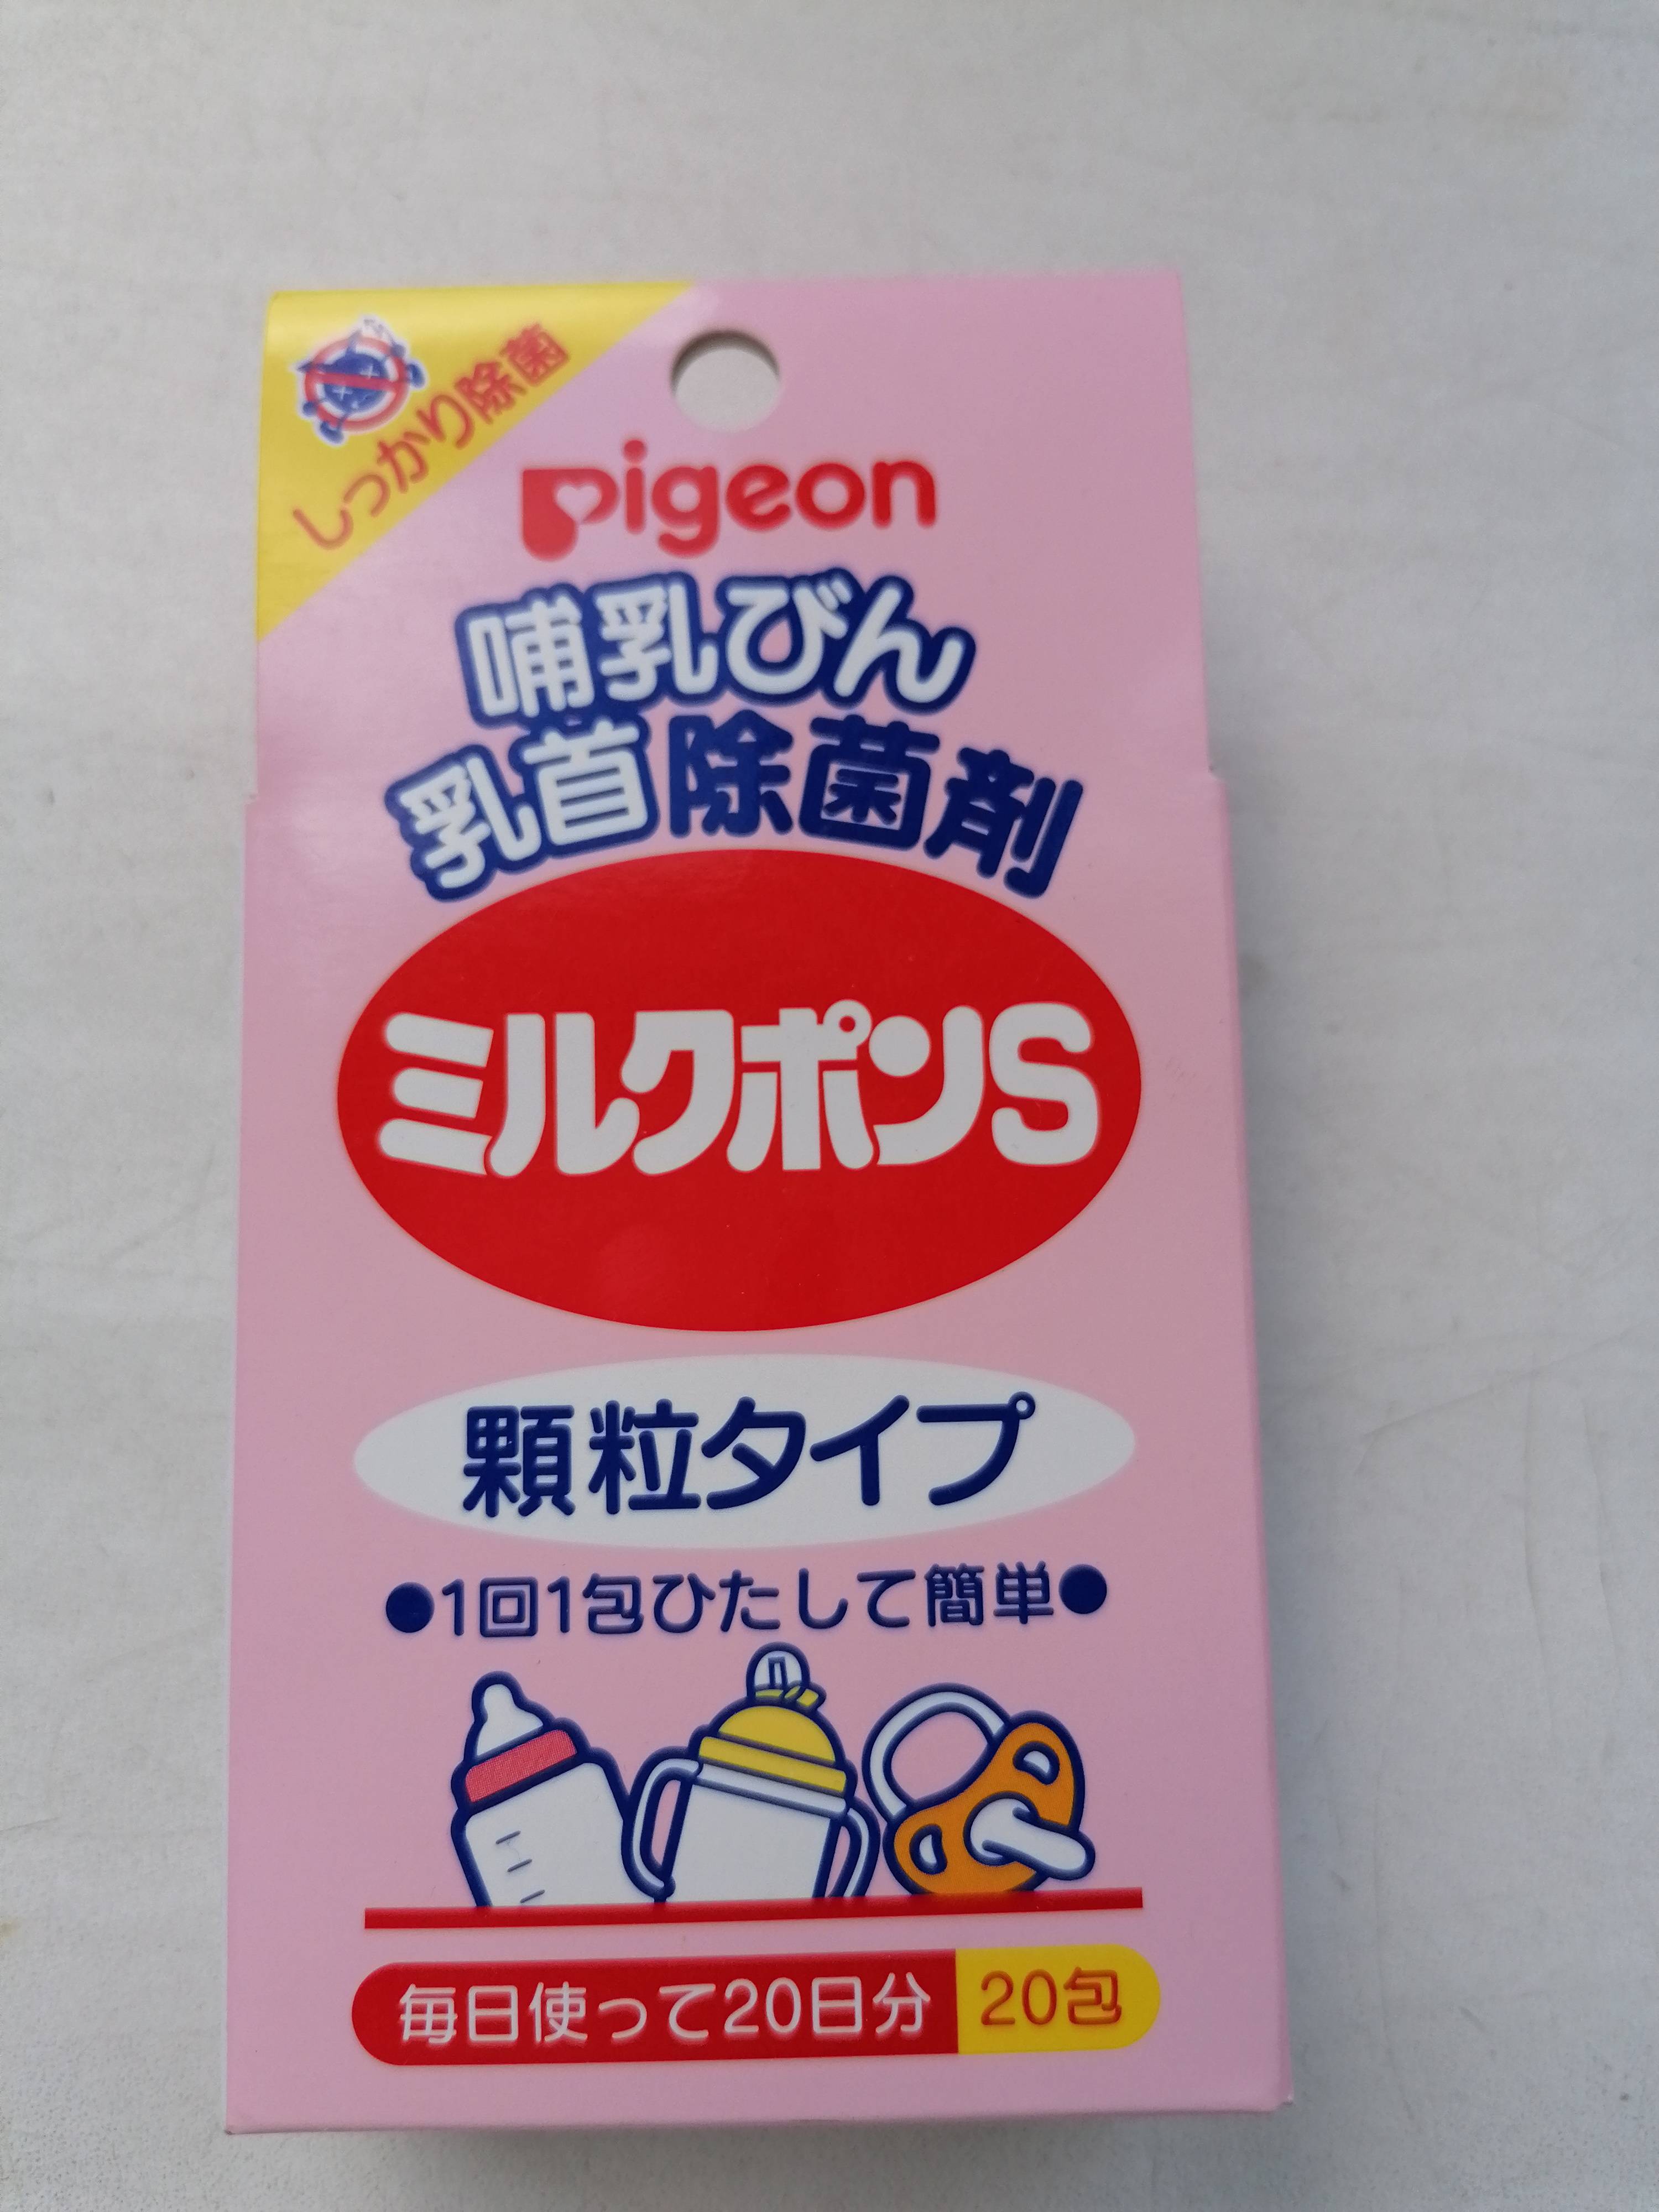 しっかり除菌
Pigeon
哺乳びん
乳首除菌剤
ミルクポンS
顆粒タイプ
●1回1包ひたして簡単●
毎日使って20日分 20包